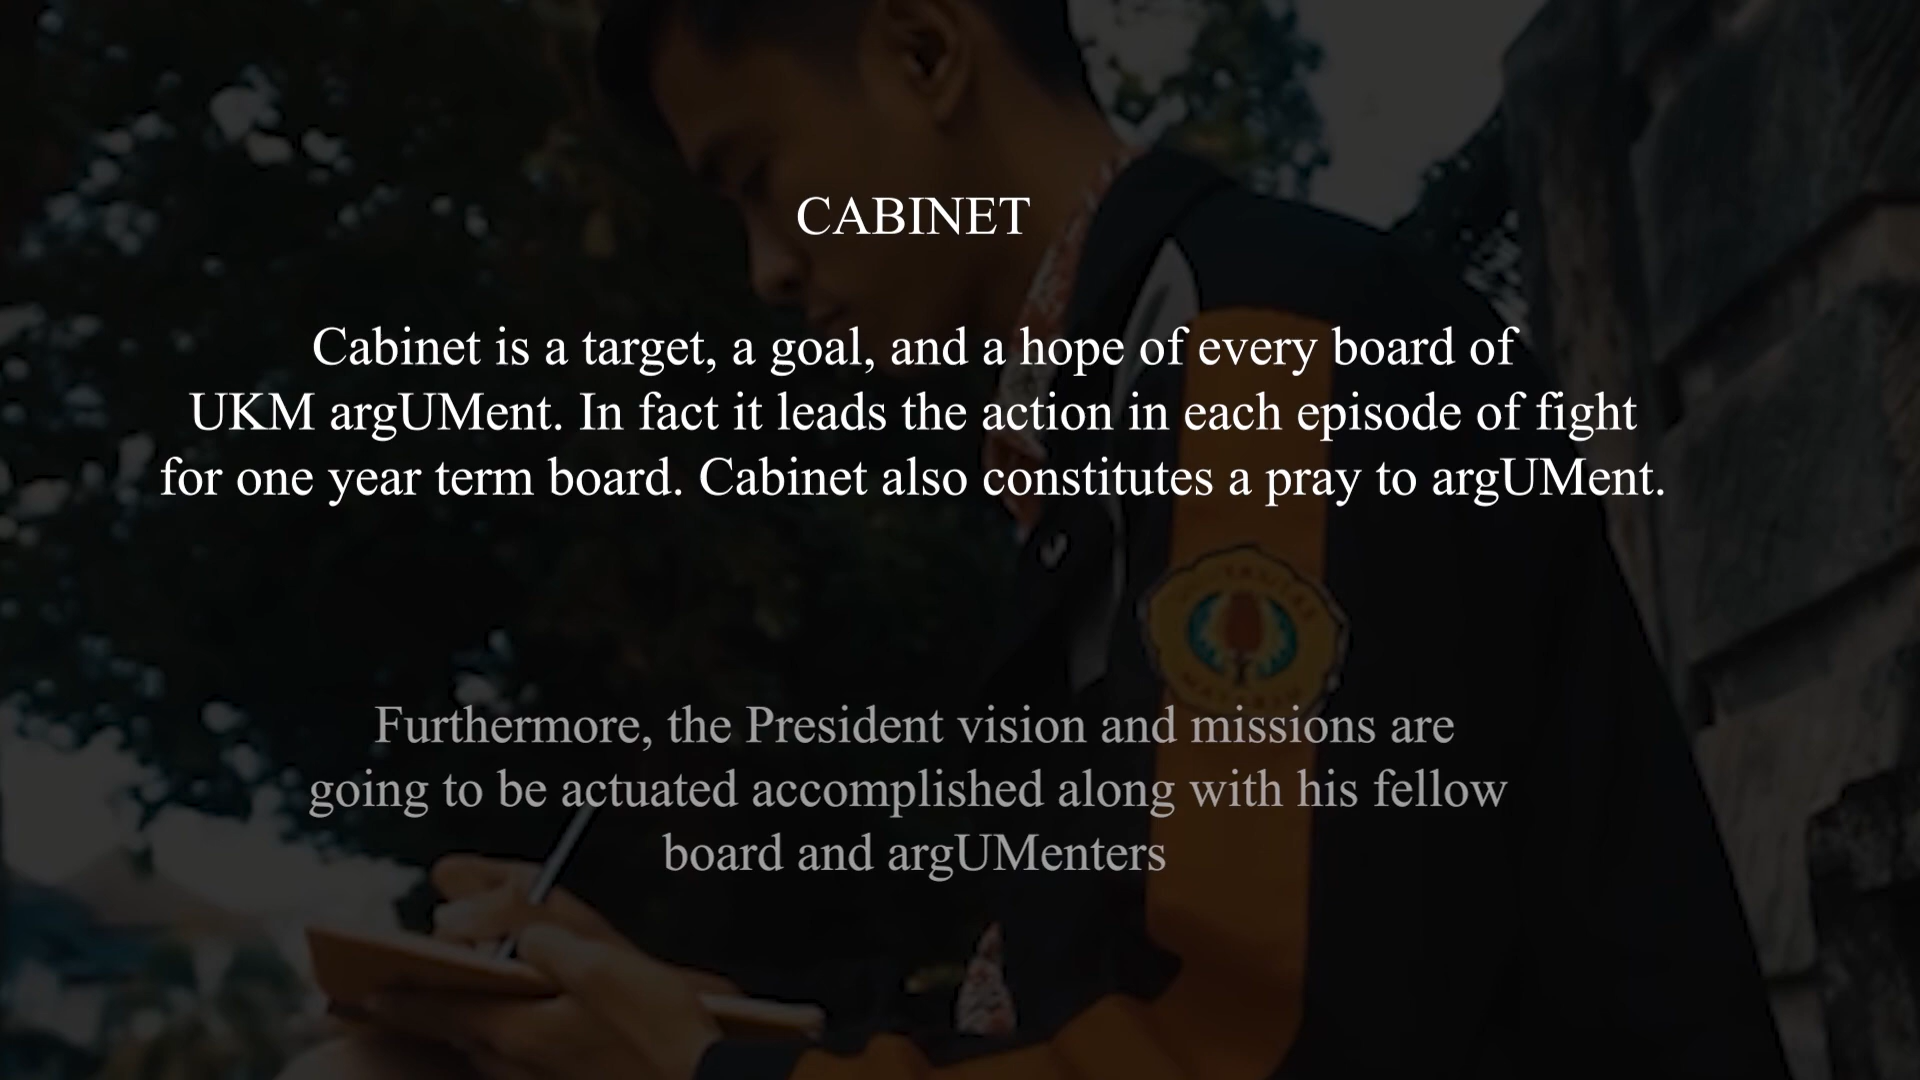 CABINET
Cabinet is a target, a goal, and a hope of every board of
UKM argUMent. In fact it leads the action in each episode of fight
for one year term board. Cabinet also constitutes a pray to argUMent.
Furthermore, the President vision and missions are
going to be actuated accomplished along with his fellow
board and argUMenters